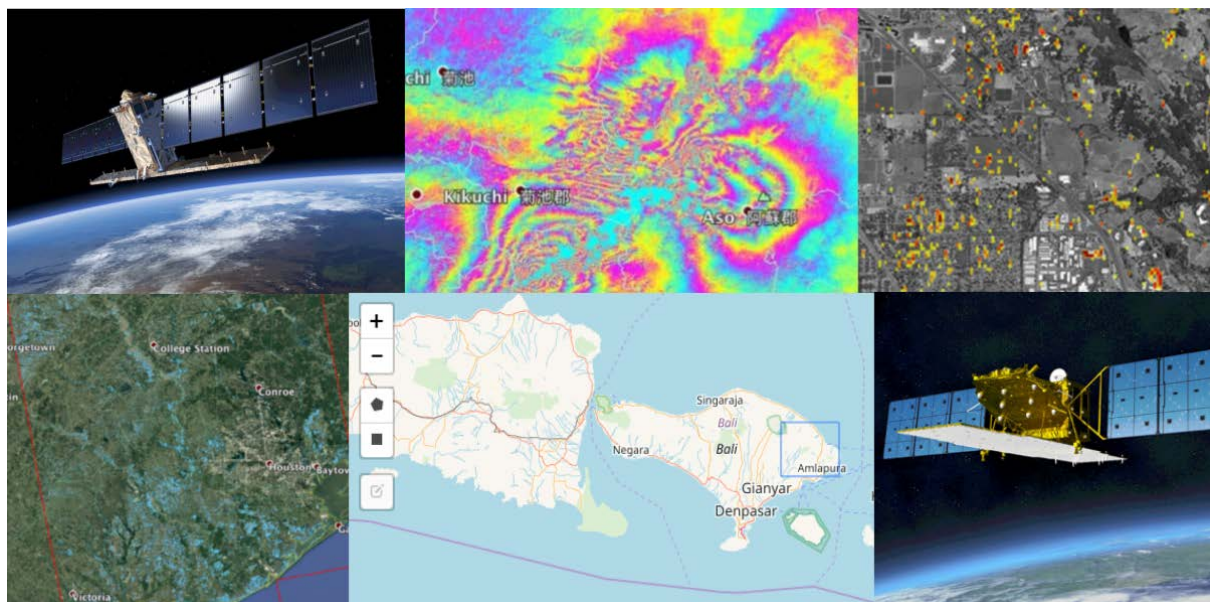 chi 菊池
Kikuchi 菊池郡
Aso 阿蘇郡
orgetown
College Station
Conroe
Houston
Bayto
Victoria
+
−
Singaraja
Bali
Bali
Negara
Amlapura
Gianyar
Denpasar